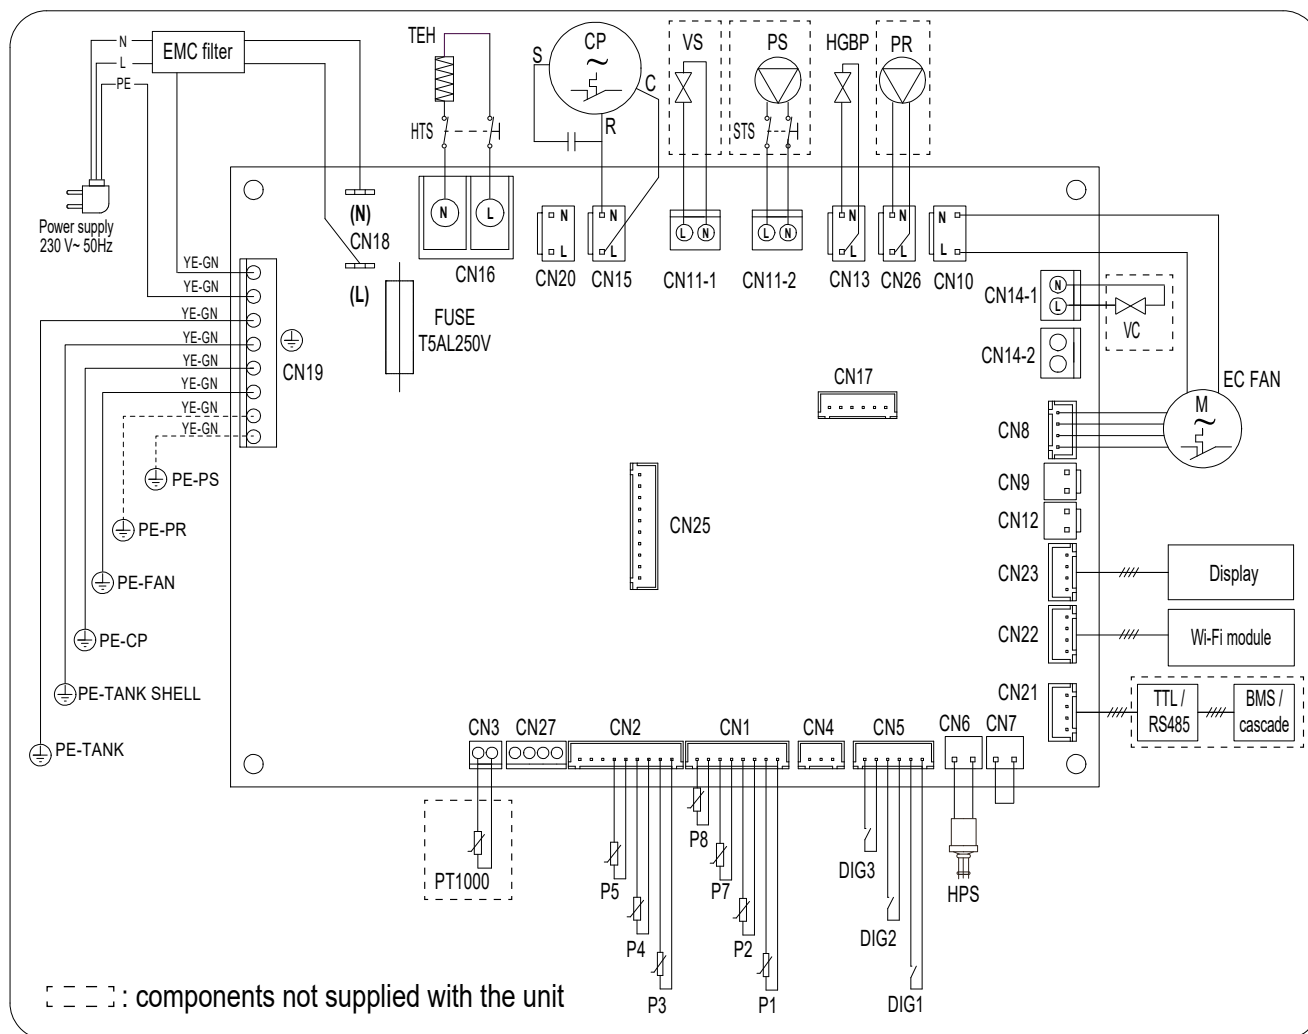 N
L
PE
EMC filter
Power supply
230 V~ 50Hz
TEH
HTS
S
CP
~
C
R
VS
PS
STS
HGBP
PR
(N)
CN18
(L)
N
L
CN16
N
L
CN20
N
L
CN15
L N
CN11-1
L N
CN11-2
N
L
CN13
N
L
CN26
N
L
CN10
YE-GN
YE-GN
YE-GN
YE-GN
YE-GN
YE-GN
YE-GN
YE-GN
CN19
FUSE
T5AL250V
CN14-1
N
L
VC
CN14-2
CN17
EC FAN
M
~
CN8
CN9
CN12
CN25
CN23
Display
CN22
Wi-Fi module
CN21
TTL /
RS485
BMS /
cascade
PE-PS
PE-PR
PE-FAN
PE-CP
PE-TANK SHELL
PE-TANK
CN3
CN27
CN2
CN1
CN4
CN5
CN6
CN7
PT1000
P5
P4
P3
P8
P7
P2
P1
DIG3
DIG2
DIG1
HPS
: components not supplied with the unit